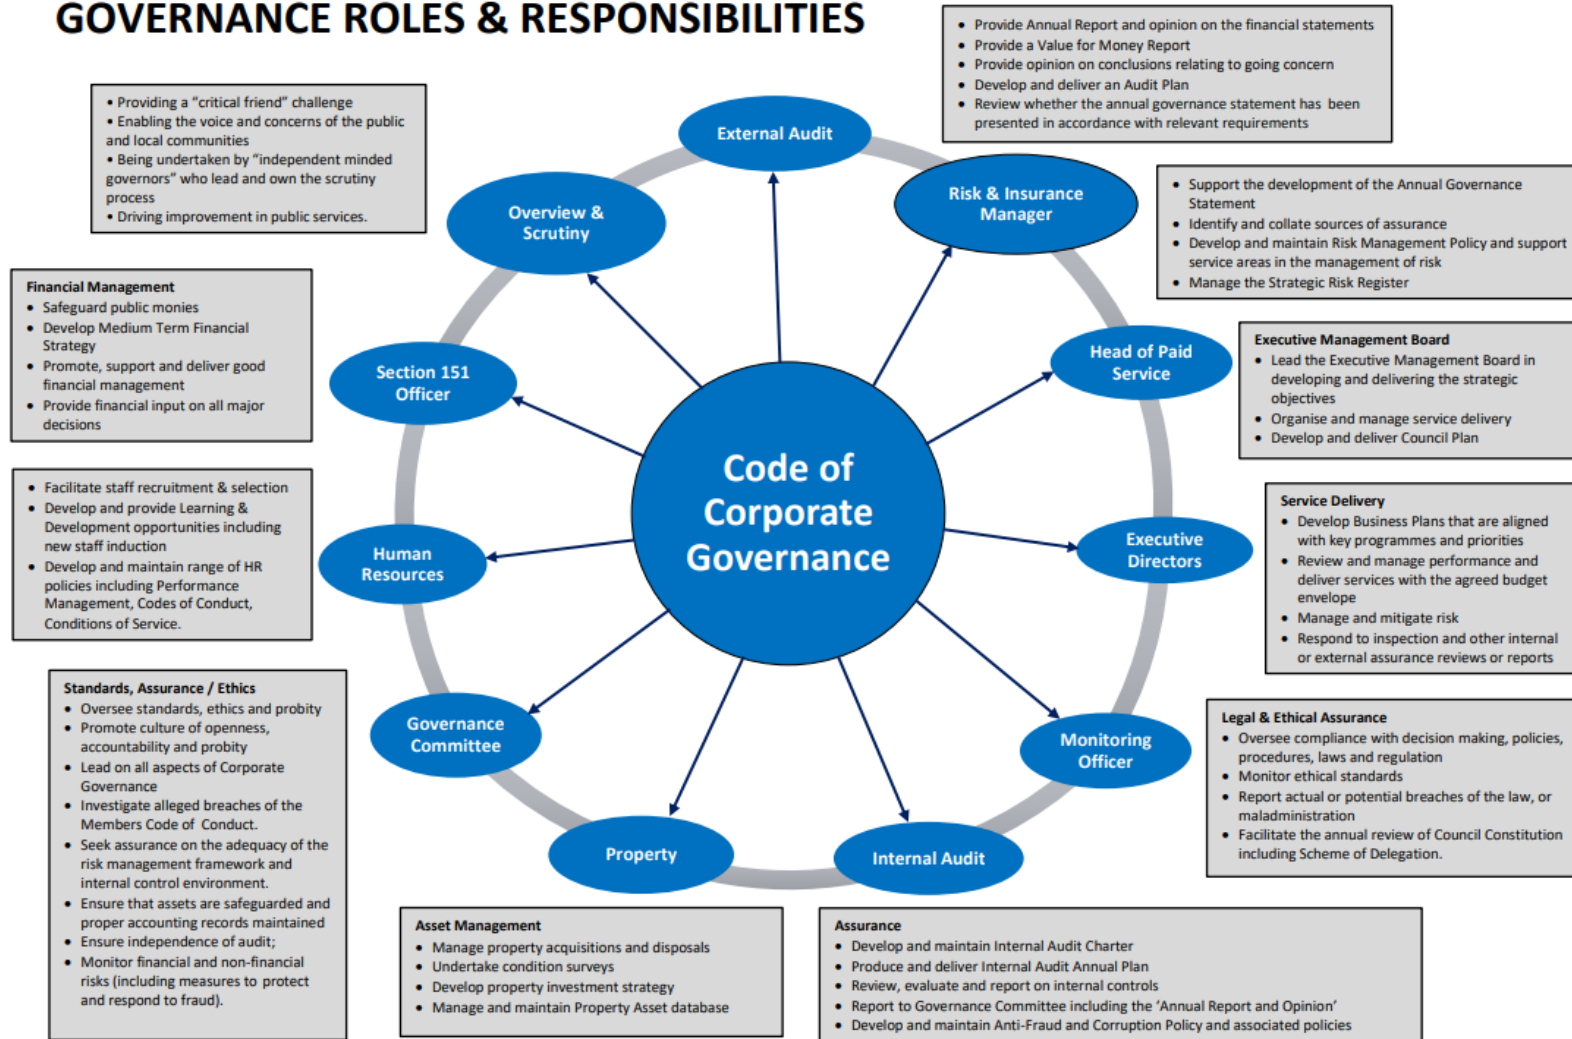 GOVERNANCE ROLES & RESPONSIBILITIES
• Provide Annual Report and opinion on the financial statements
• Provide a Value for Money Report
• Provide opinion on conclusions relating to going concern
• Develop and deliver an Audit Plan
• Review whether the annual governance statement has been
presented in accordance with relevant requirements
• Providing a “critical friend” challenge
• Enabling the voice and concerns of the public
and local communities
• Being undertaken by “independent minded
governors” who lead and own the scrutiny
process
• Driving improvement in public services.
External Audit
Overview &
Scrutiny
Risk & Insurance
Manager
• Support the development of the Annual Governance
Statement
• Identify and collate sources of assurance
• Develop and maintain Risk Management Policy and support
service areas in the management of risk
• Manage the Strategic Risk Register
Financial Management
• Safeguard public monies
• Develop Medium Term Financial
Strategy
• Promote, support and deliver good
financial management
• Provide financial input on all major
decisions
Section 151
Officer
Head of Paid
Service
Executive Management Board
• Lead the Executive Management Board in
developing and delivering the strategic
objectives
• Organise and manage service delivery
• Develop and deliver Council Plan
Code of
Corporate
Governance
• Facilitate staff recruitment & selection
• Develop and provide Learning &
Development opportunities including
new staff induction
• Develop and maintain range of HR
policies including Performance
Management, Codes of Conduct,
Conditions of Service.
Human
Resources
Executive
Directors
Service Delivery
• Develop Business Plans that are aligned
with key programmes and priorities
• Review and manage performance and
deliver services with the agreed budget
envelope
• Manage and mitigate risk
• Respond to inspection and other internal
or external assurance reviews or reports
Standards, Assurance / Ethics
• Oversee standards, ethics and probity
• Promote culture of openness,
accountability and probity
• Lead on all aspects of Corporate
Governance
• Investigate alleged breaches of the
Members Code of Conduct.
• Seek assurance on the adequacy of the
risk management framework and
internal control environment.
• Ensure that assets are safeguarded and
proper accounting records maintained
• Ensure independence of audit;
• Monitor financial and non-financial
risks (including measures to protect
and respond to fraud).
Governance
Committee
Monitoring
Officer
Legal & Ethical Assurance
• Oversee compliance with decision making, policies,
procedures, laws and regulation
• Monitor ethical standards
• Report actual or potential breaches of the law, or
maladministration
• Facilitate the annual review of Council Constitution
including Scheme of Delegation.
Property
Internal Audit
Asset Management
• Manage property acquisitions and disposals
• Undertake condition surveys
• Develop property investment strategy
• Manage and maintain Property Asset database
Assurance
• Develop and maintain Internal Audit Charter
• Produce and deliver Internal Audit Annual Plan
• Review, evaluate and report on internal controls
• Report to Governance Committee including the ‘Annual Report and Opinion’
• Develop and maintain Anti-Fraud and Corruption Policy and associated policies